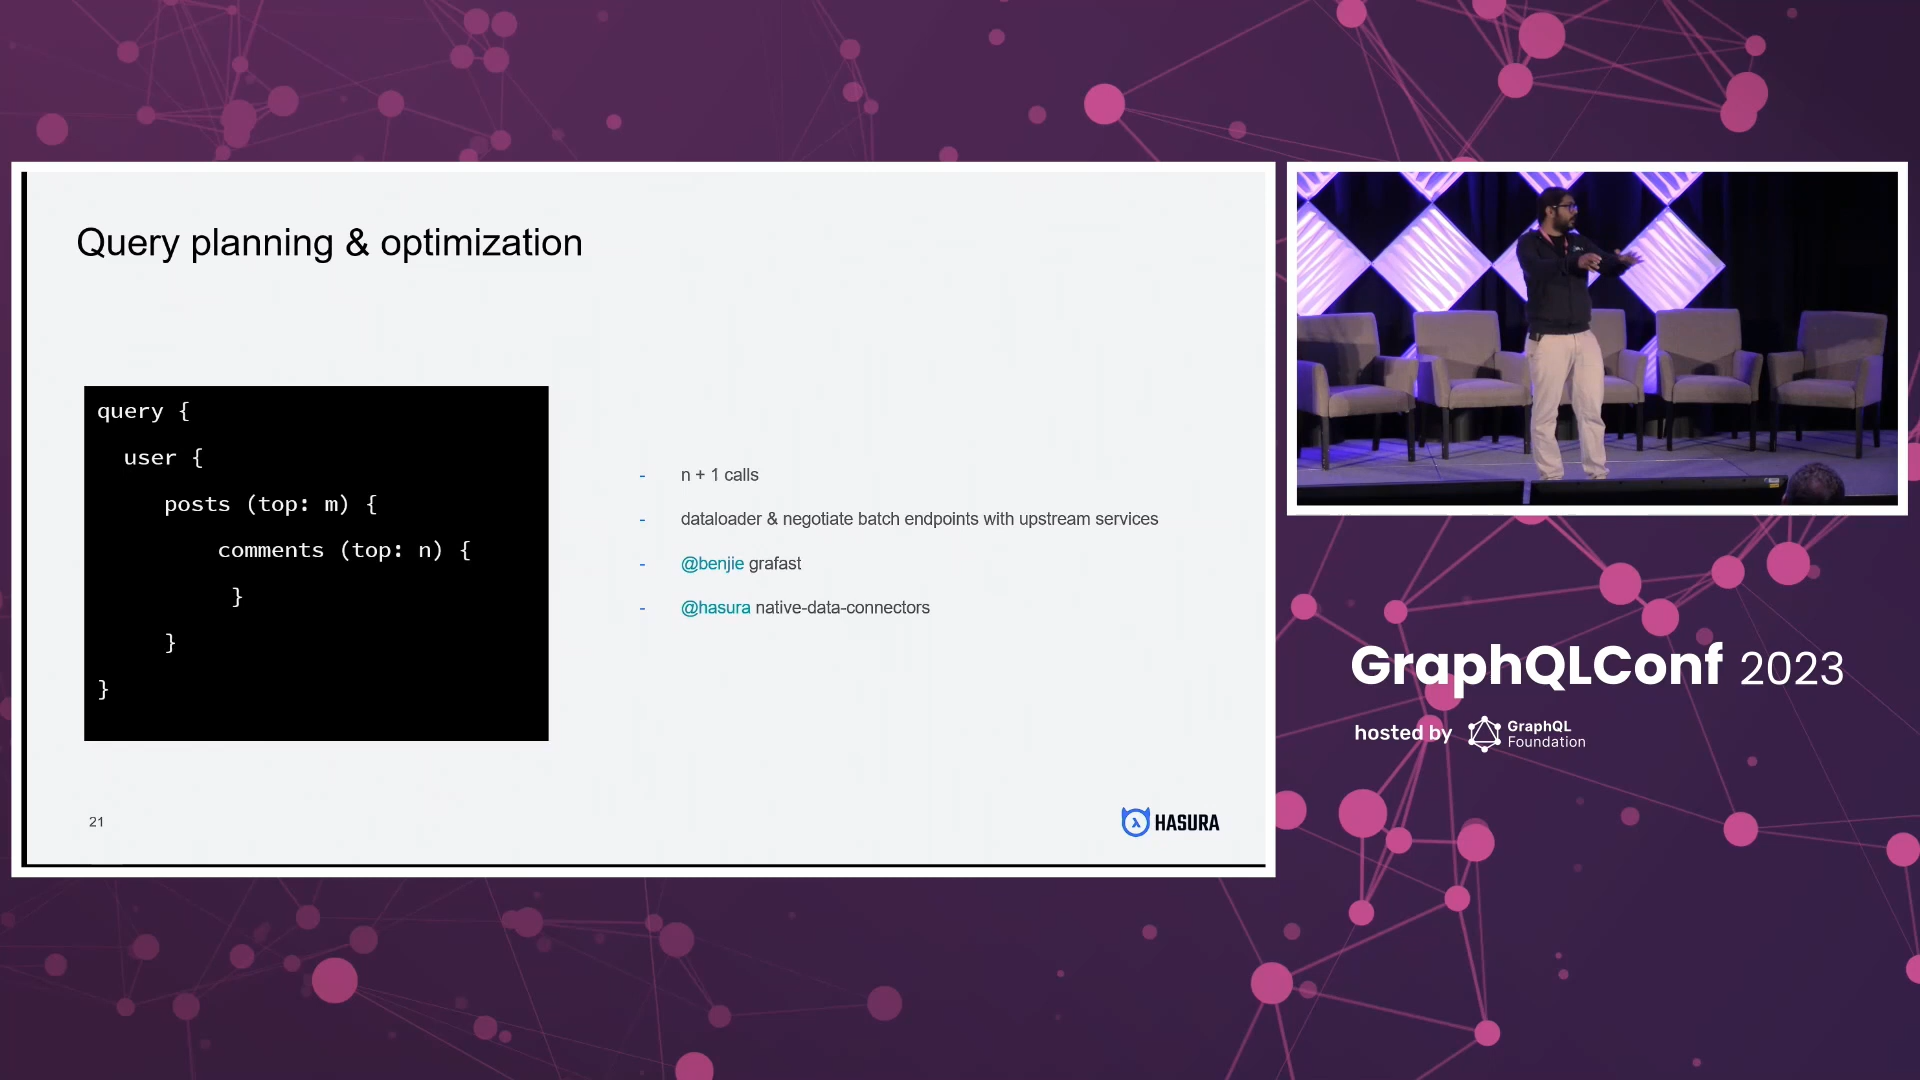 Query planning & optimization
query {
user {
posts (top: m) {
comments (top: n) {
}
}
}
- n + 1 calls
- dataloader & negotiate batch endpoints with upstream services
- @benjie grafast
- @hasura native-data-connectors
21
HASURA
GraphQLConf 2023
hosted by GraphQL Foundation